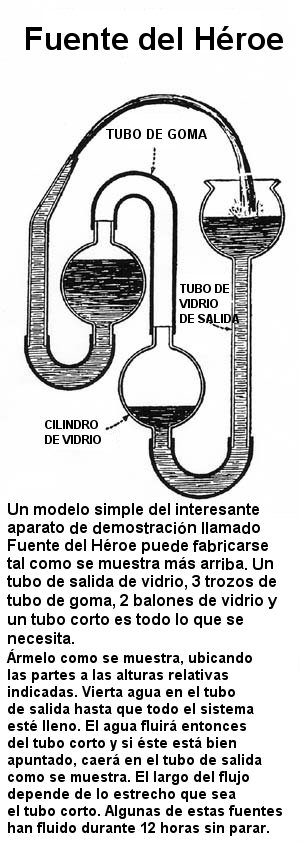 Fuente del Héroe
TUBO DE GOMA
TUBO DE
VIDRIO
DE SALIDA
CILINDRO
DE VIDRIO
Un modelo simple del interesante
aparato de demostración llamado
Fuente del Héroe puede fabricarse
tal como se muestra más arriba. Un
tubo de salida de vidrio, 3 trozos de
tubo de goma, 2 balones de vidrio y
un tubo corto es todo lo que se
necesita.
Ármelo como se muestra, ubicando
las partes a las alturas relativas
indicadas. Vierta agua en el tubo
de salida hasta que todo el sistema
esté lleno. El agua fluirá entonces
del tubo corto y si éste está bien
apuntado, caerá en el tubo de salida
como se muestra. El largo del flujo
depende de lo estrecho que sea
el tubo corto. Algunas de estas fuentes
han fluido durante 12 horas sin parar.